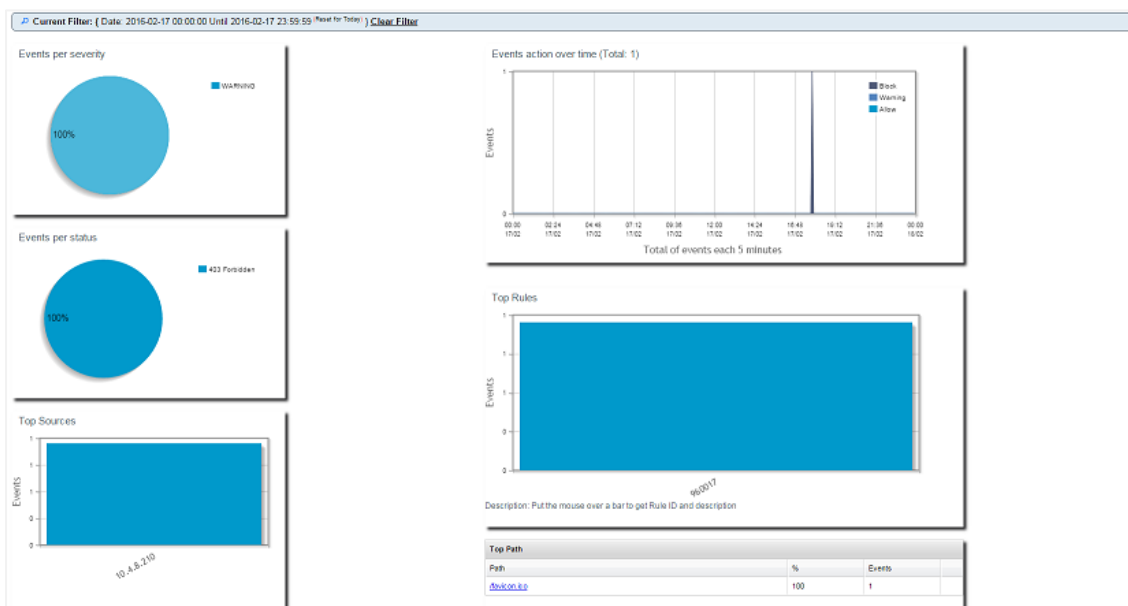 Current Filter: { Date: 2016-02-17 00:00:00 Until 2016-02-17 23:59:59 (Reset for Today) } Clear Filter
Events per severity
WARNING
100%
Events per status
403 Forbidden
100%
Top Sources
Events
1
1
1
0
0
10.4.8.210
Events action over time (Total: 1)
Events
1
0
Block
Warning
Allow
00:00 02:24 04:48 07:12 09:36 12:00 14:24 16:48 19:12 21:36 00:00
17/02 17/02 17/02 17/02 17/02 17/02 17/02 17/02 17/02 17/02 18/02
Total of events each 5 minutes
Top Rules
Events
1
1
1
0
0
960017
Description: Put the mouse over a bar to get Rule ID and description
Top Path
Path % Events
/favicon.ico 100 1